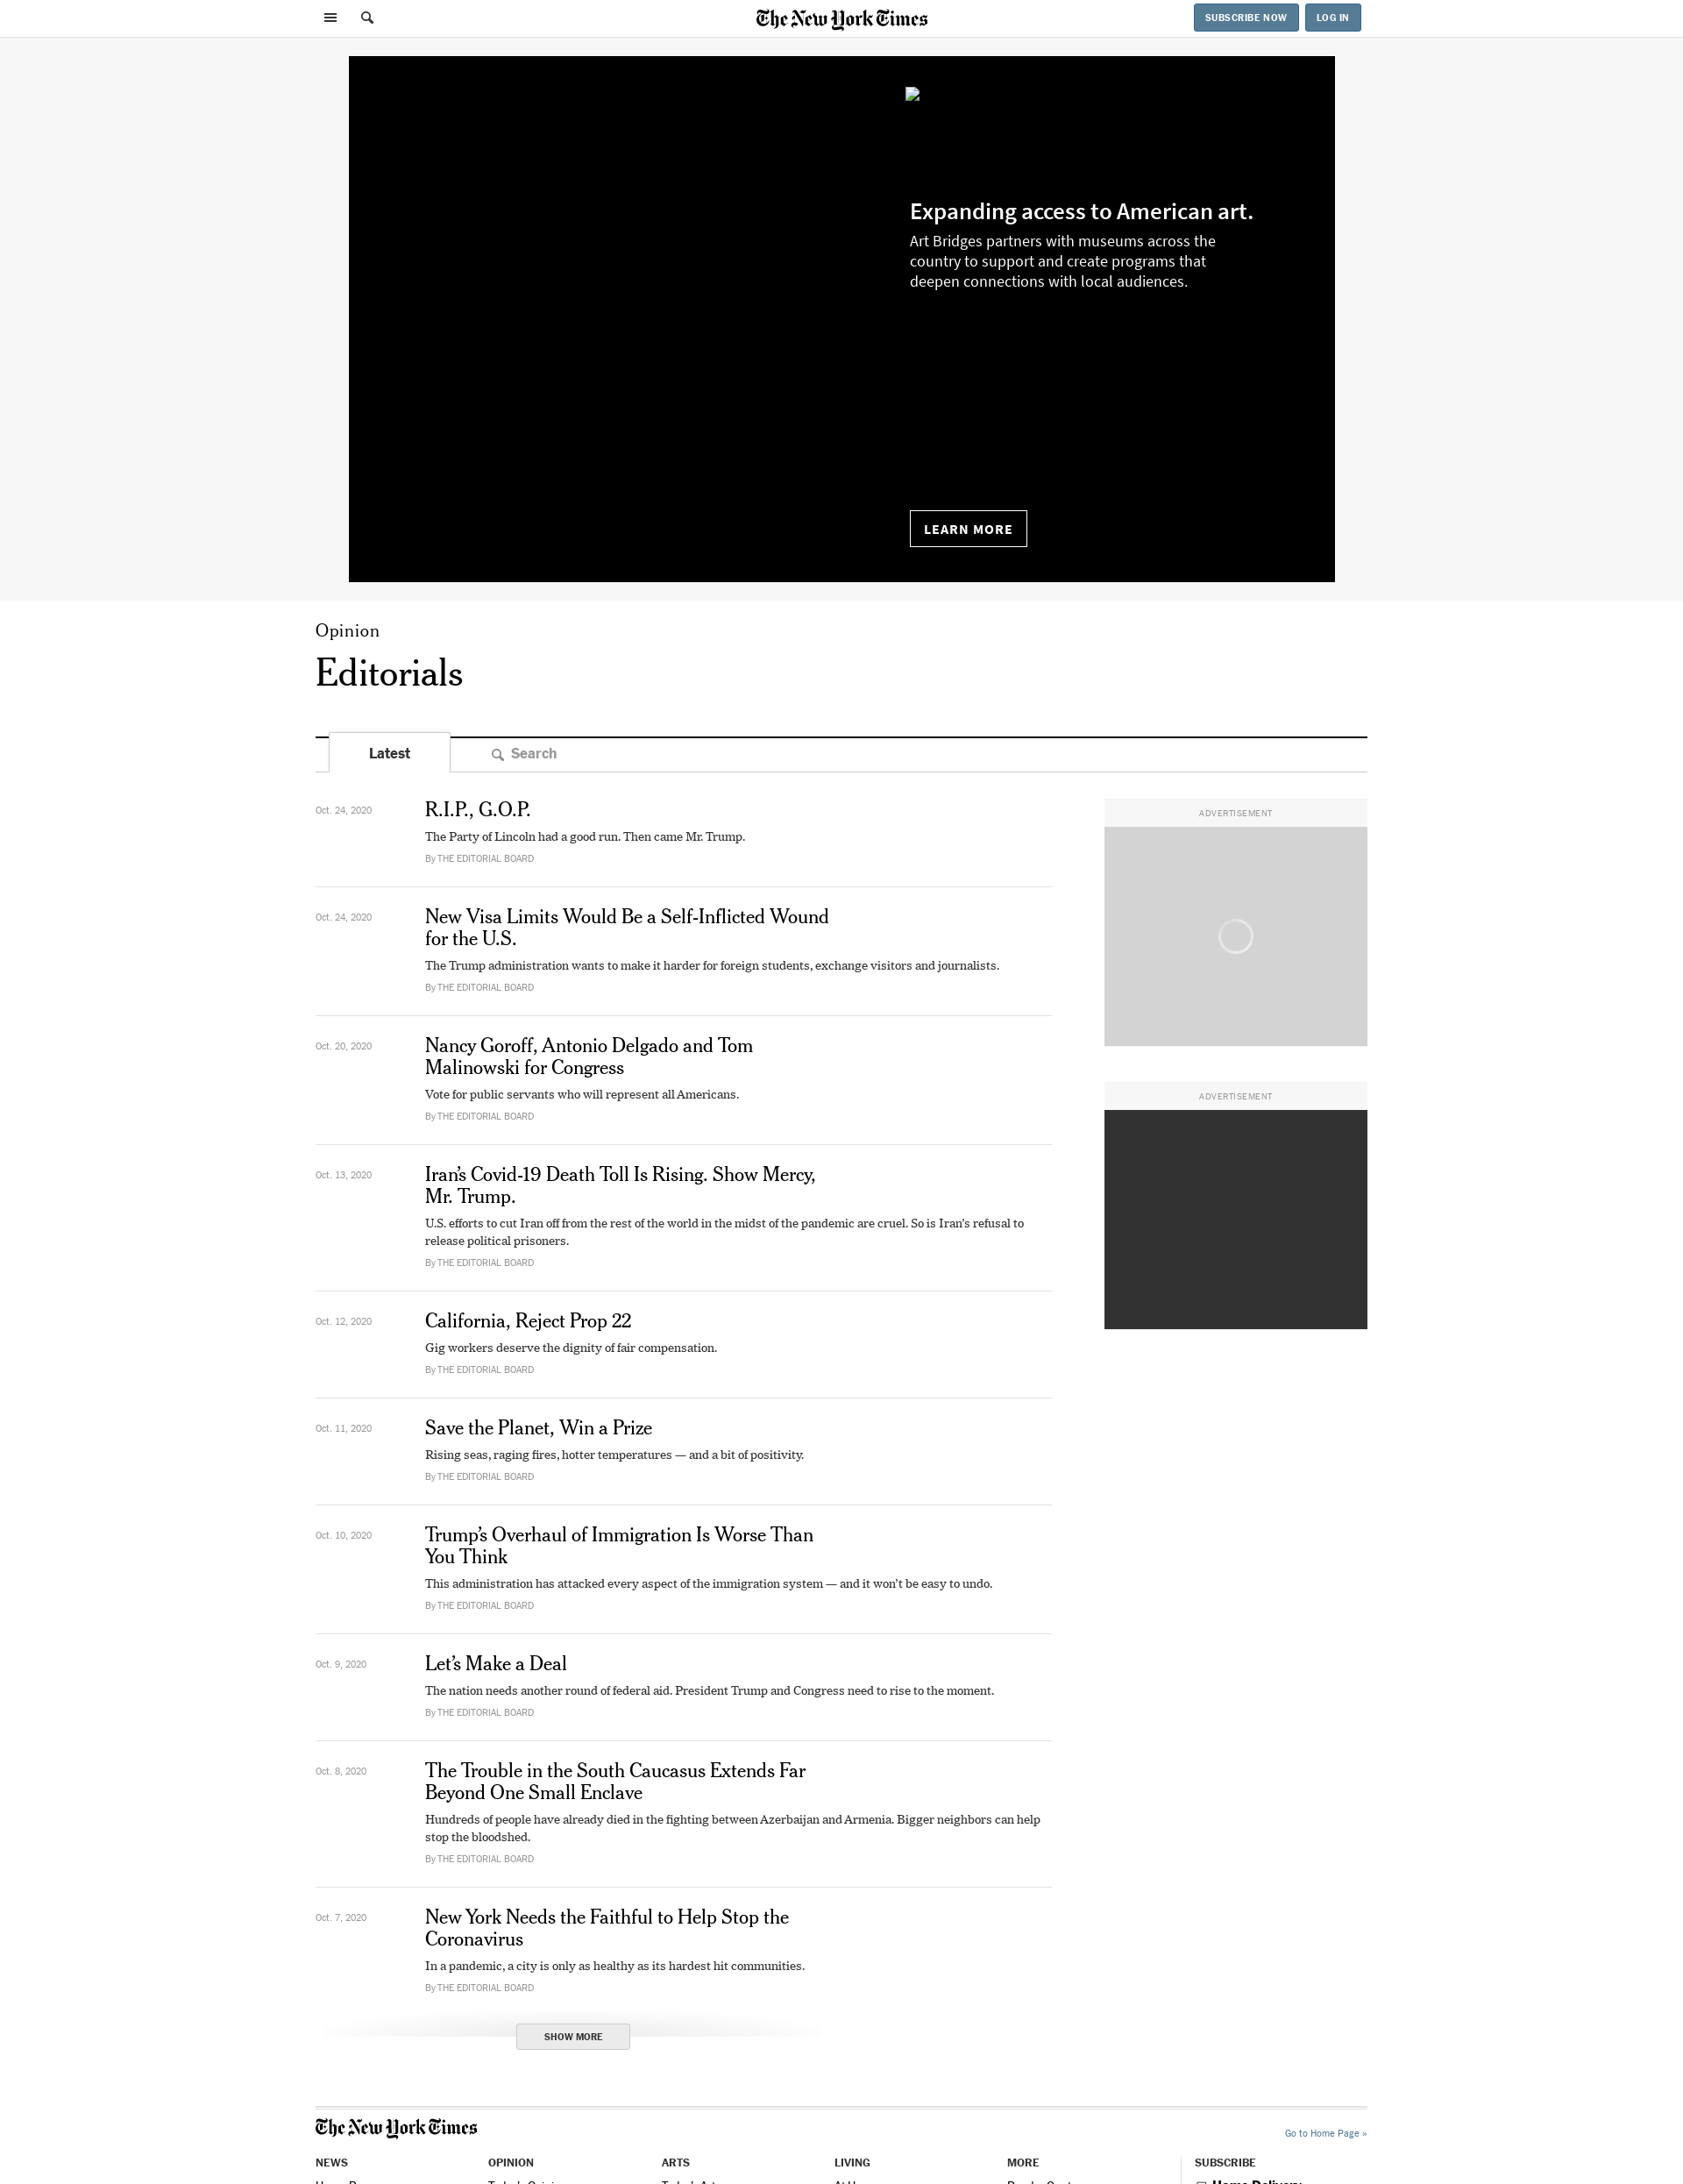 The New York Times
SUBSCRIBE NOW
LOG IN
Expanding access to American art.
Art Bridges partners with museums across the
country to support and create programs that
deepen connections with local audiences.
LEARN MORE
Opinion
Editorials
Latest
Search
Oct. 24, 2020
R.I.P., G.O.P.
The Party of Lincoln had a good run. Then came Mr. Trump.
By THE EDITORIAL BOARD
ADVERTISEMENT
Oct. 24, 2020
New Visa Limits Would Be a Self-Inflicted Wound
for the U.S.
The Trump administration wants to make it harder for foreign students, exchange visitors and journalists.
By THE EDITORIAL BOARD
Oct. 20, 2020
Nancy Goroff, Antonio Delgado and Tom
Malinowski for Congress
Vote for public servants who will represent all Americans.
By THE EDITORIAL BOARD
ADVERTISEMENT
Oct. 13, 2020
Iran’s Covid-19 Death Toll Is Rising. Show Mercy,
Mr. Trump.
U.S. efforts to cut Iran off from the rest of the world in the midst of the pandemic are cruel. So is Iran’s refusal to
release political prisoners.
By THE EDITORIAL BOARD
Oct. 12, 2020
California, Reject Prop 22
Gig workers deserve the dignity of fair compensation.
By THE EDITORIAL BOARD
Oct. 11, 2020
Save the Planet, Win a Prize
Rising seas, raging fires, hotter temperatures — and a bit of positivity.
By THE EDITORIAL BOARD
Oct. 10, 2020
Trump’s Overhaul of Immigration Is Worse Than
You Think
This administration has attacked every aspect of the immigration system — and it won’t be easy to undo.
By THE EDITORIAL BOARD
Oct. 9, 2020
Let’s Make a Deal
The nation needs another round of federal aid. President Trump and Congress need to rise to the moment.
By THE EDITORIAL BOARD
Oct. 8, 2020
The Trouble in the South Caucasus Extends Far
Beyond One Small Enclave
Hundreds of people have already died in the fighting between Azerbaijan and Armenia. Bigger neighbors can help
stop the bloodshed.
By THE EDITORIAL BOARD
Oct. 7, 2020
New York Needs the Faithful to Help Stop the
Coronavirus
In a pandemic, a city is only as healthy as its hardest hit communities.
By THE EDITORIAL BOARD
SHOW MORE
The New York Times
Go to Home Page »
NEWS
OPINION
ARTS
LIVING
MORE
SUBSCRIBE